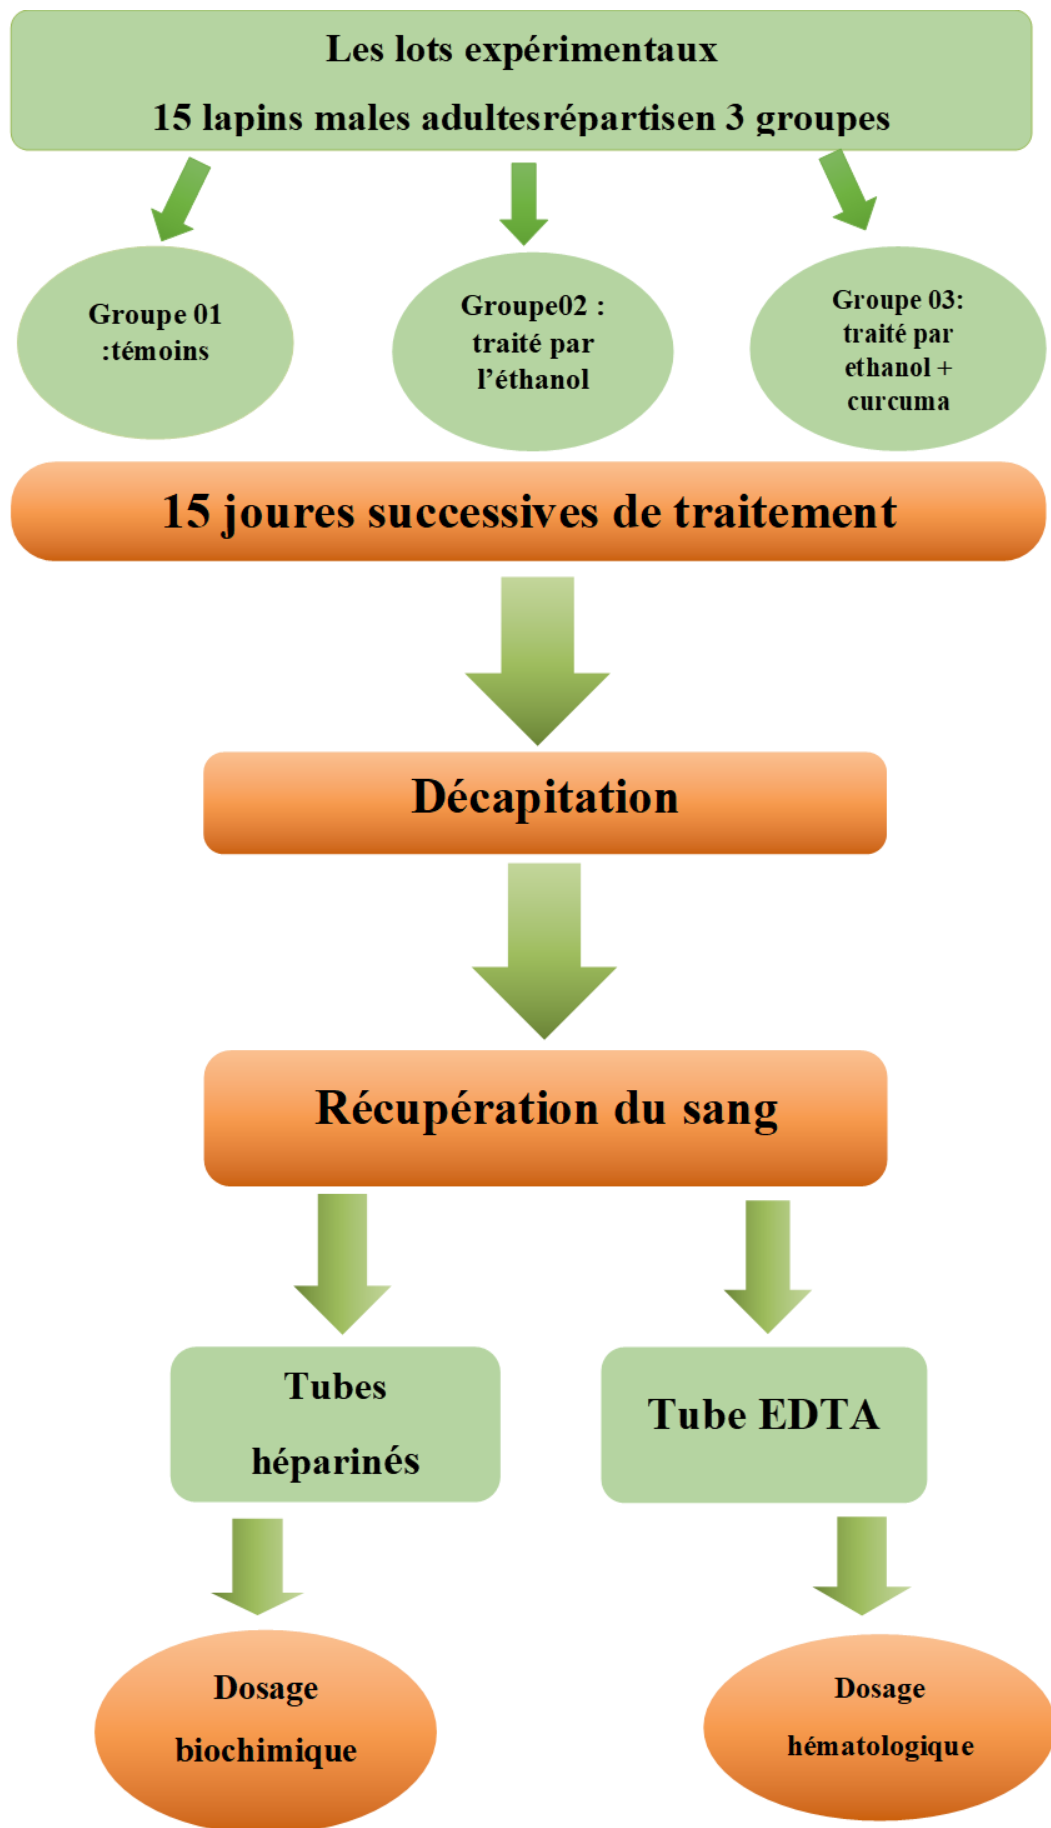 Les lots expérimentaux
15 lapins males adultesrépartisen 3 groupes
Groupe 01
:témoins
Groupe02 :
traité par
l’éthanol
Groupe 03:
traité par
ethanol +
curcuma
15 joures successives de traitement
Décapitation
Récupération du sang
Tubes
héparinés
Tube EDTA
Dosage
biochimique
Dosage
hématologique